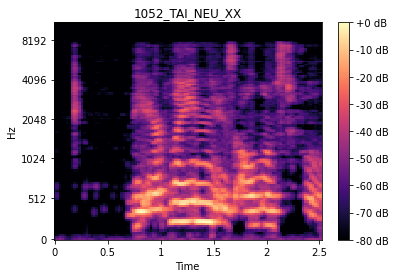 1052_TAI_NEU_XX
+0 dB
8192
-10 dB
4096
-20 dB
-30 dB
2048
Hz
-40 dB
1024
-50 dB
512
-60 dB
-70 dB
0
-80 dB
0 0.5 1 1.5 2 2.5
Time